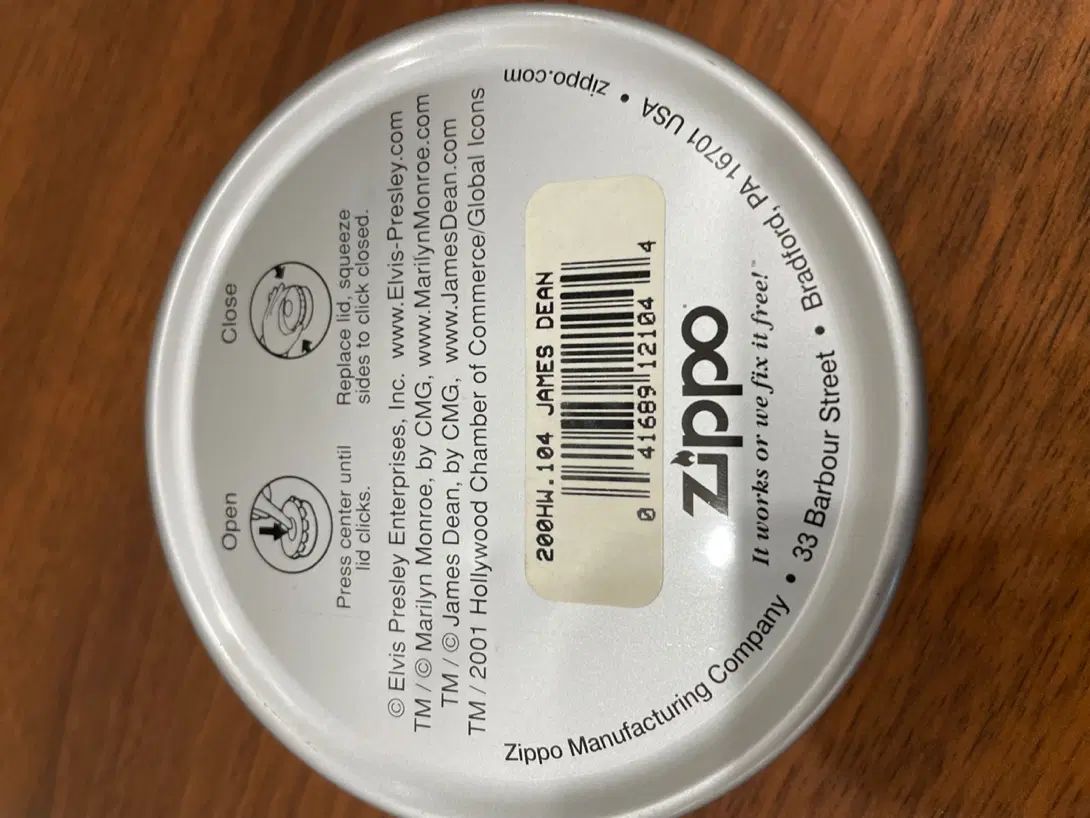 Open
Close
Press center until
lid clicks.
Replace lid, squeeze
sides to click closed.
© Elvis Presley Enterprises, Inc. www.Elvis-Presley.com
TM / © Marilyn Monroe, by CMG, www.MarilynMonroe.com
TM / © James Dean, by CMG, www.JamesDean.com
TM / 2001 Hollywood Chamber of Commerce/Global Icons
200HW.104 JAMES DEAN
0 41689 12104 4
zippo
It works or we fix it free!™
Zippo Manufacturing Company • 33 Barbour Street • Bradford, PA 16701 USA • zippo.com